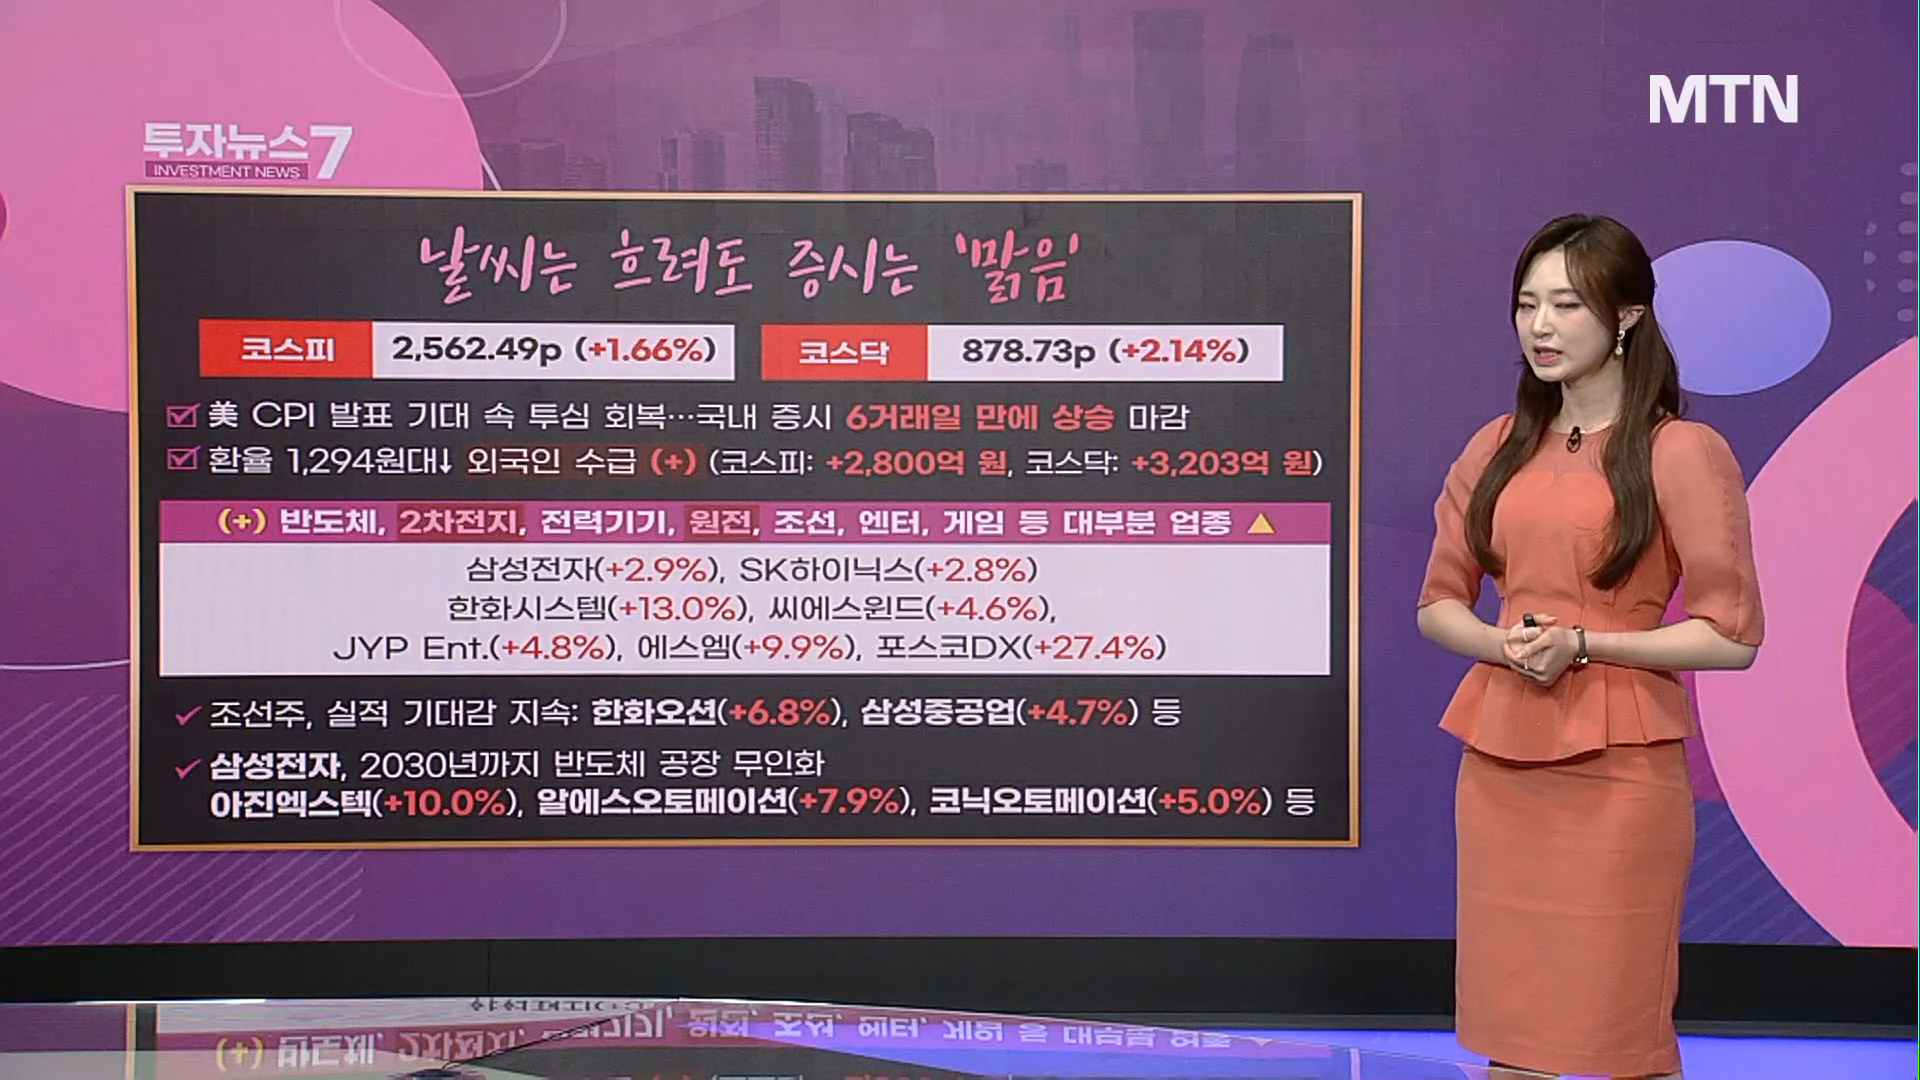 MTN
투자뉴스7
INVESTMENT NEWS
날씨는 흐려도 증시는 '맑음'
코스피 2,562.49p (+1.66%) 코스닥 878.73p (+2.14%)
美 CPI 발표 기대 속 투심 회복…국내 증시 6거래일 만에 상승 마감
환율 1,294원대↓ 외국인 수급 (+) (코스피: +2,800억 원, 코스닥: +3,203억 원)
(+) 반도체, 2차전지, 전력기기, 원전, 조선, 엔터, 게임 등 대부분 업종 ▲
삼성전자(+2.9%), SK하이닉스(+2.8%)
한화시스템(+13.0%), 씨에스윈드(+4.6%),
JYP Ent.(+4.8%), 에스엠(+9.9%), 포스코DX(+27.4%)
조선주, 실적 기대감 지속: 한화오션(+6.8%), 삼성중공업(+4.7%) 등
삼성전자, 2030년까지 반도체 공장 무인화
아진엑스텍(+10.0%), 알에스오토메이션(+7.9%), 코닉오토메이션(+5.0%) 등